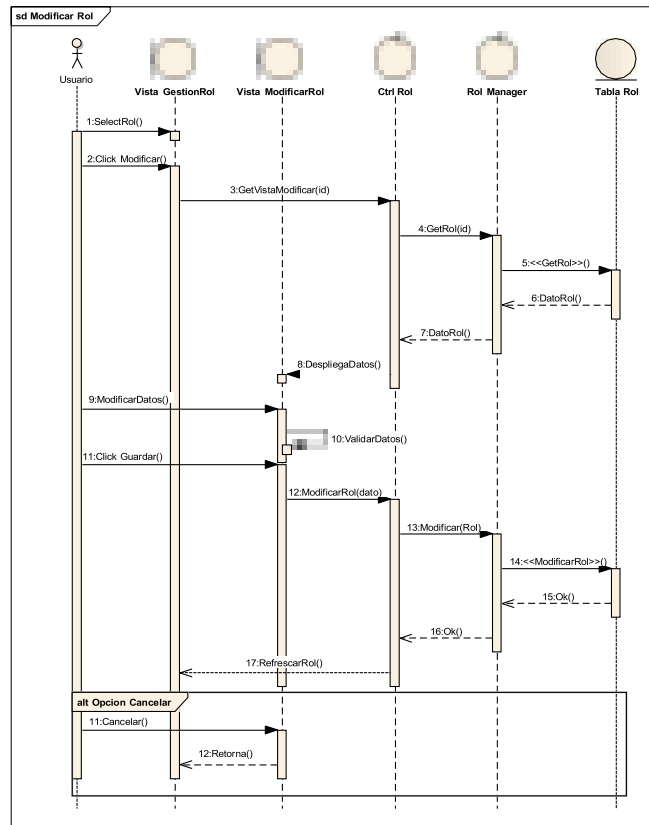 sd Modificar Rol
Usuario
Vista GestionRol
Vista ModificarRol
Ctrl Rol
Rol Manager
Tabla Rol
1:SelectRol()
2:Click Modificar()
3:GetVistaModificar(id)
4:GetRol(id)
5:<<GetRol>>()
6:DatoRol()
7:DatoRol()
8:DespliegaDatos()
9:ModificarDatos()
10:ValidarDatos()
11:Click Guardar()
12:ModificarRol(dato)
13:Modificar(Rol)
14:<<ModificarRol>>()
15:Ok()
16:Ok()
17:RefrescarRol()
alt Opcion Cancelar
11:Cancelar()
12:Retorna()